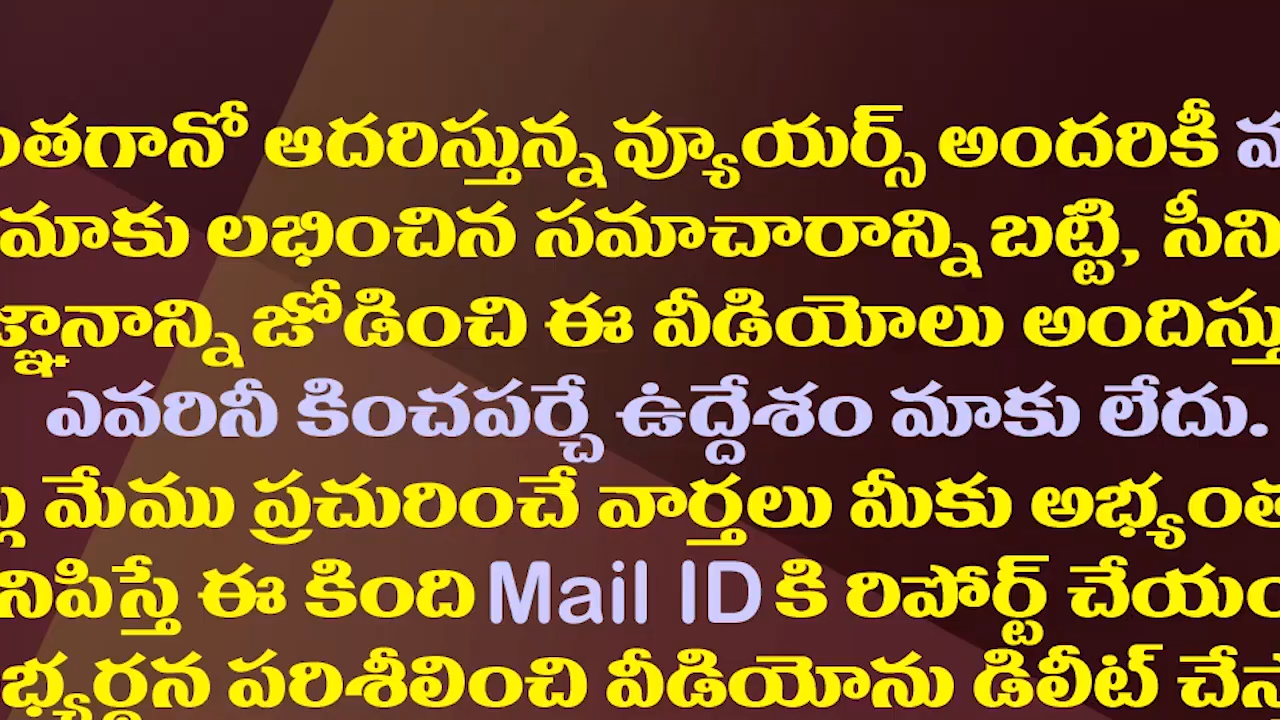 ంతగానో ఆదరిస్తున్న వ్యూయర్స్ అందరికీ
మాకు లభించిన సమాచారాన్ని బట్టి, సీని
జ్ఞానాన్ని జోడించి ఈ వీడియోలు అందిస్తు
ఎవరినీ కించపర్చే ఉద్దేశం మాకు లేదు.
మేము ప్రచురించే వార్తలు మీకు అభ్యంత
నిపిస్తే ఈ కింది Mail ID కి రిపోర్ట్ చేయం
భ్యర్థన పరిశీలించి వీడియోను డిలీట్ చేస